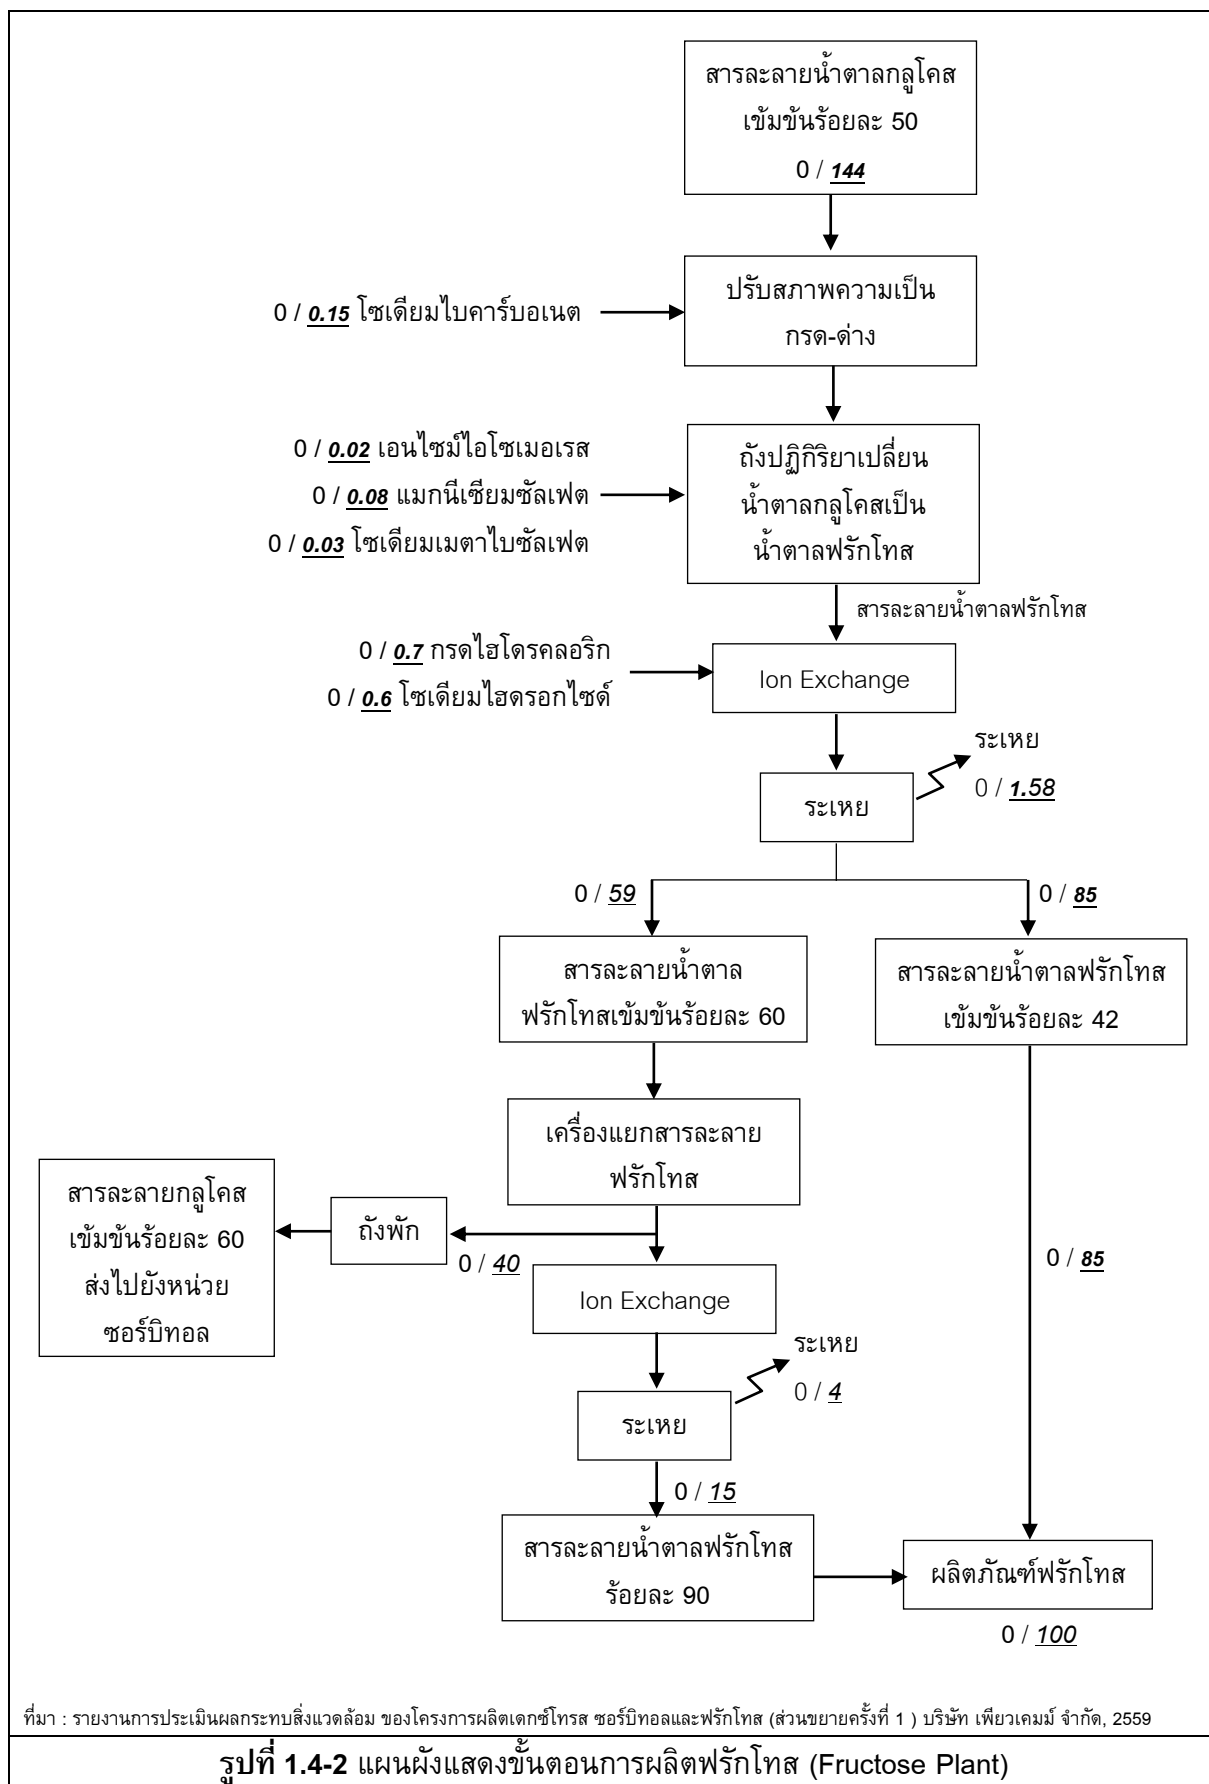 สารละลายน้ำตาลกลูโคส
เข้มข้นร้อยละ 50
0 / 144
ปรับสภาพความเป็น
กรด-ด่าง
0 / 0.15 โซเดียมไบคาร์บอเนต
0 / 0.02 เอนไซม์ไอโซเมอเรส
0 / 0.08 แมกนีเซียมซัลเฟต
0 / 0.03 โซเดียมเมตาไบซัลเฟต
ถังปฏิกิริยาเปลี่ยน
น้ำตาลกลูโคสเป็น
น้ำตาลฟรักโทส
สารละลายน้ำตาลฟรักโทส
0 / 0.7 กรดไฮโดรคลอริก
0 / 0.6 โซเดียมไฮดรอกไซด์
Ion Exchange
ระเหย
0 / 1.58
ระเหย
0 / 59
0 / 85
สารละลายน้ำตาล
ฟรักโทสเข้มข้นร้อยละ 60
สารละลายน้ำตาลฟรักโทส
เข้มข้นร้อยละ 42
เครื่องแยกสารละลาย
ฟรักโทส
สารละลายกลูโคส
เข้มข้นร้อยละ 60
ส่งไปยังหน่วย
ซอร์บิทอล
ถังพัก
0 / 40
0 / 85
Ion Exchange
ระเหย
0 / 4
ระเหย
0 / 15
สารละลายน้ำตาลฟรักโทส
ร้อยละ 90
ผลิตภัณฑ์ฟรักโทส
0 / 100
ที่มา : รายงานการประเมินผลกระทบสิ่งแวดล้อม ของโครงการผลิตเดกซ์โทรส ซอร์บิทอลและฟรักโทส (ส่วนขยายครั้งที่ 1 ) บริษัท เพียวเคมม์ จำกัด, 2559
รูปที่ 1.4-2 แผนผังแสดงขั้นตอนการผลิตฟรักโทส (Fructose Plant)